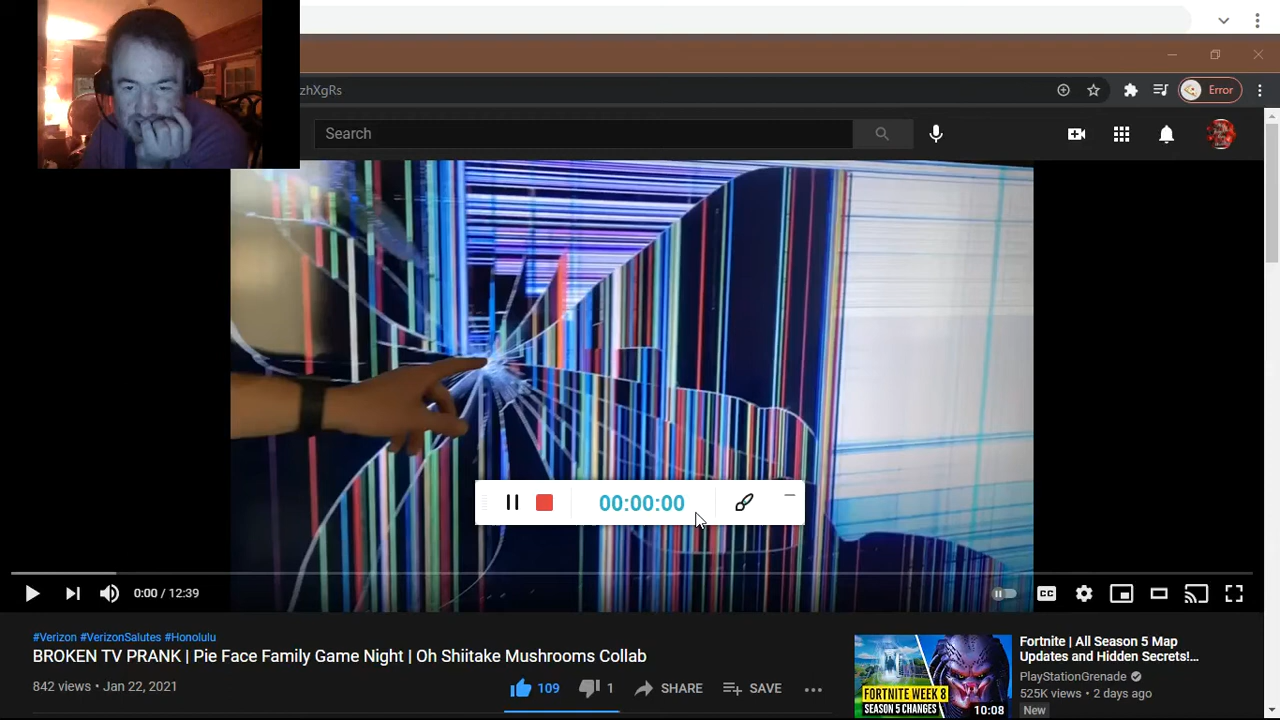 zhXgRs
Error
Search
00:00:00
0:00 / 12:39
CC
#Verizon #VerizonSalutes #Honolulu
BROKEN TV PRANK | Pie Face Family Game Night | Oh Shiitake Mushrooms Collab
842 views • Jan 22, 2021
109
1
SHARE
SAVE
FORTNITE WEEK 8
SEASON 5 CHANGES
10:08
Fortnite | All Season 5 Map
Updates and Hidden Secrets!...
PlayStationGrenade
525K views • 2 days ago
New